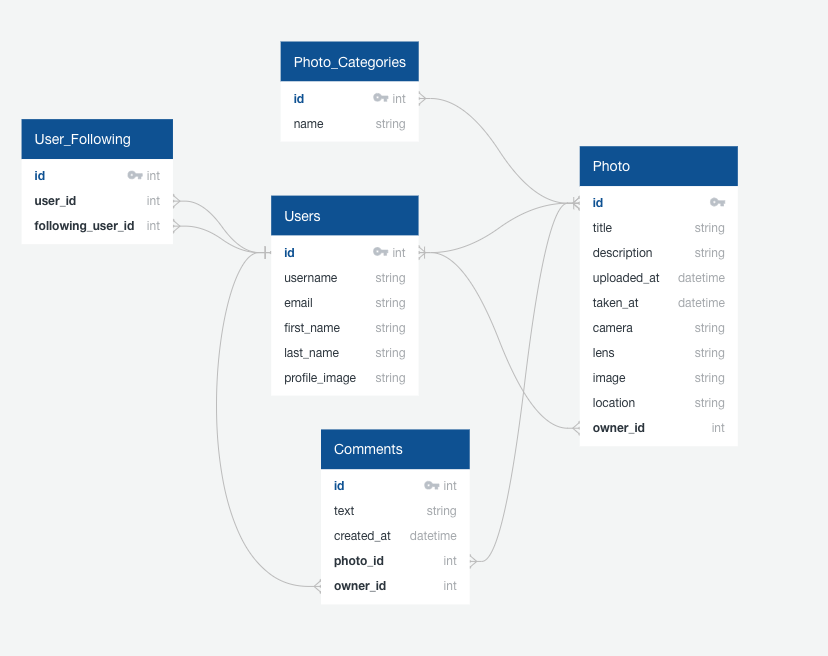 Photo_Categories
id int
name string
User_Following
id int
user_id int
following_user_id int
Photo
id
title string
description string
uploaded_at datetime
taken_at datetime
camera string
lens string
image string
location string
owner_id int
Users
id int
username string
email string
first_name string
last_name string
profile_image string
Comments
id int
text string
created_at datetime
photo_id int
owner_id int